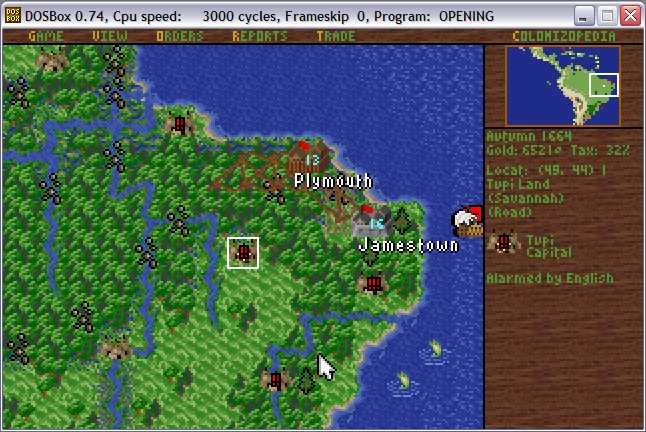 DOSBox 0.74, Cpu speed: 3000 cycles, Frameskip 0, Program: OPENING
GAME VIEW ORDERS REPORTS TRADE COLONIZOPEDIA
Autumn 1664
Gold: 6521¢ Tax: 32%
Locat: (49, 44) 1
Tupi Land
(Savannah)
(Road)
Tupi
Capital
Alarmed by English
13
Plymouth
16
Jamestown